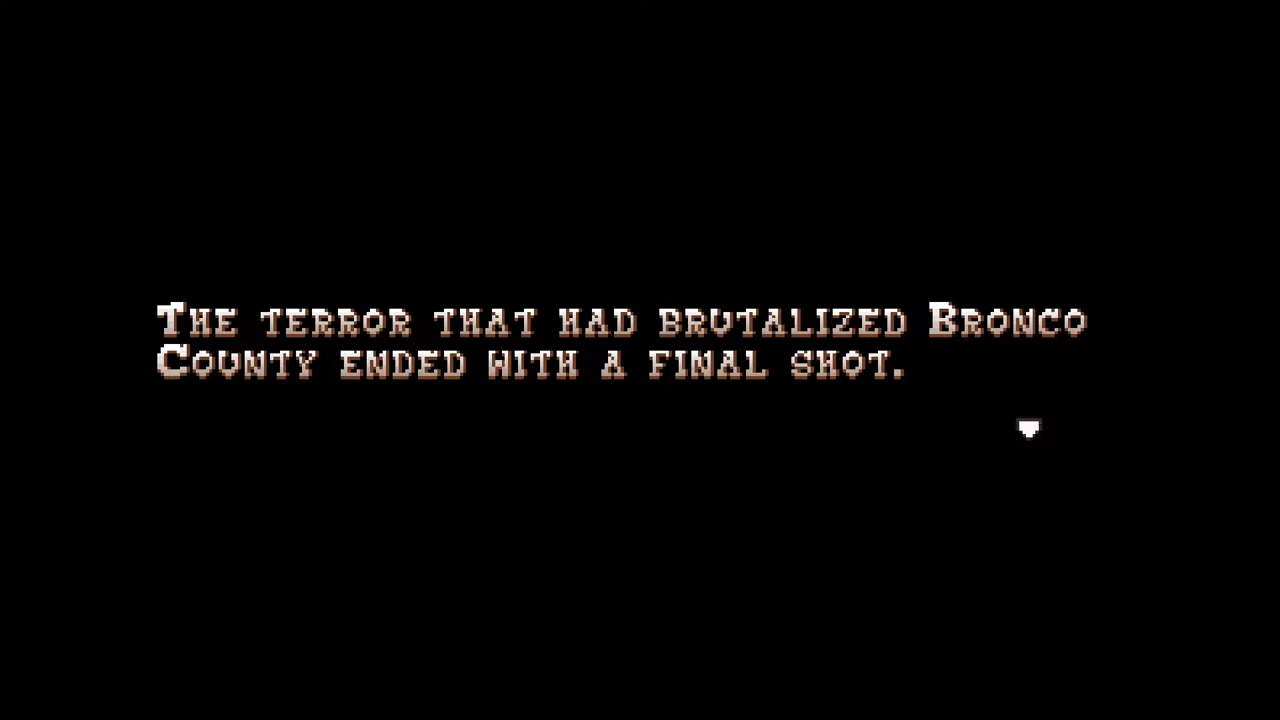 The terror that had brutalized Bronco
County ended with a final shot.